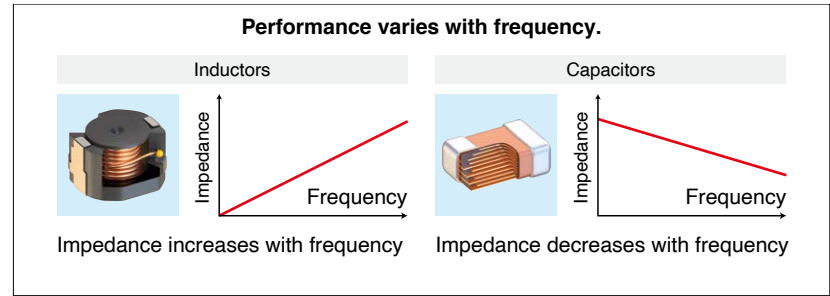 Performance varies with frequency.
Inductors
Impedance
Frequency
Impedance increases with frequency
Capacitors
Impedance
Frequency
Impedance decreases with frequency